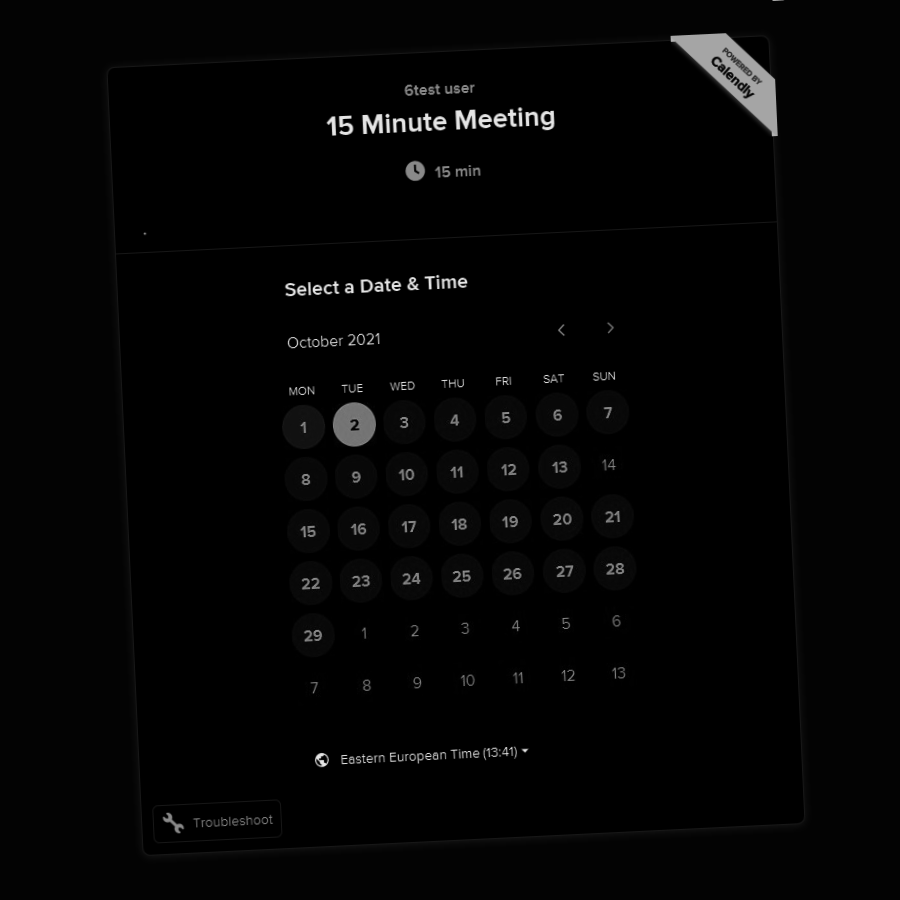 POWERED BY
Calendly
6test user
15 Minute Meeting
15 min
Select a Date & Time
October 2021
MON TUE WED THU FRI SAT SUN
1 2 3 4 5 6 7
8 9 10 11 12 13 14
15 16 17 18 19 20 21
22 23 24 25 26 27 28
29 1 2 3 4 5 6
7 8 9 10 11 12 13
Eastern European Time (13:41)
Troubleshoot